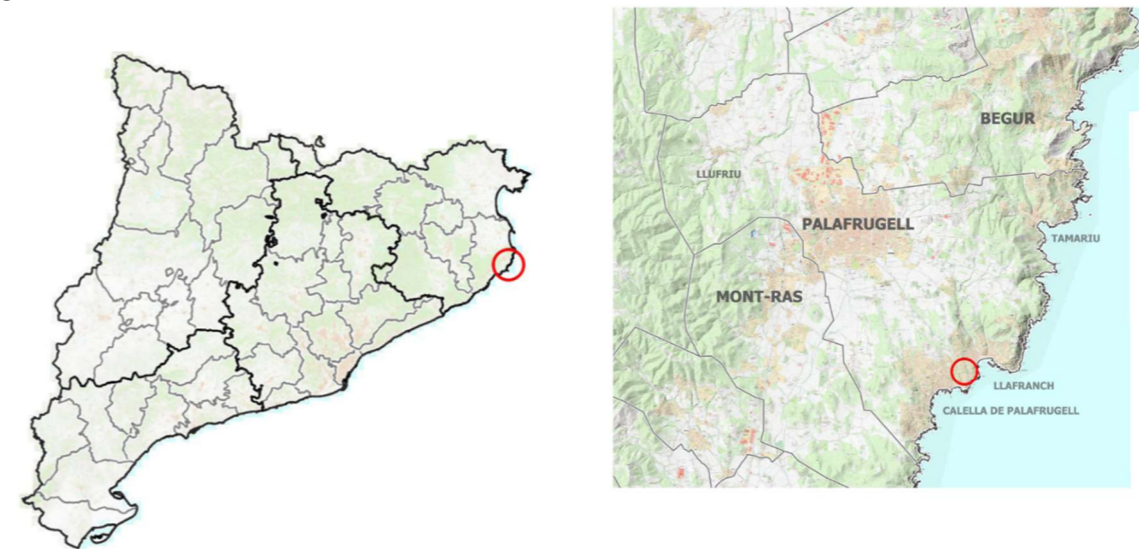 BEGUR
LLUFRIU
PALAFRUGELL
TAMARIU
MONT-RAS
LLAFRANCH
CALELLA DE PALAFRUGELL